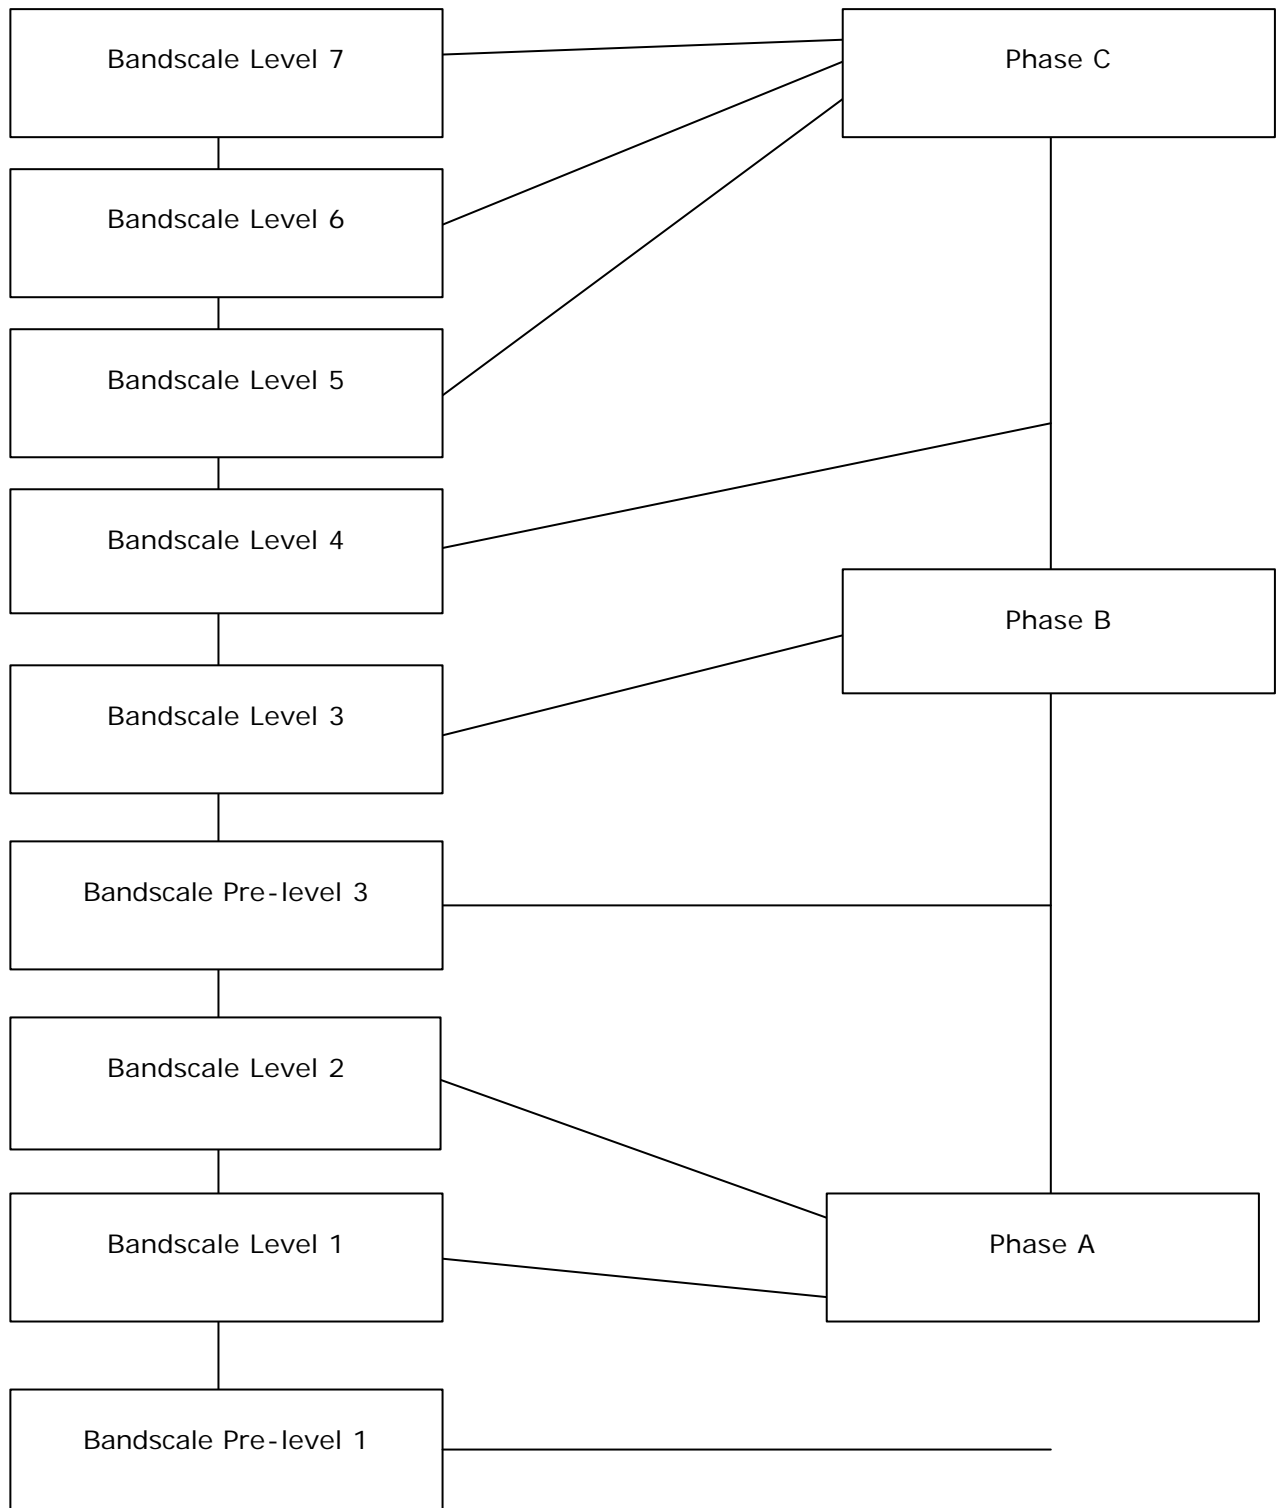 Bandscale Level 7
Phase C
Bandscale Level 6
Bandscale Level 5
Bandscale Level 4
Phase B
Bandscale Level 3
Bandscale Pre-level 3
Bandscale Level 2
Bandscale Level 1
Phase A
Bandscale Pre-level 1